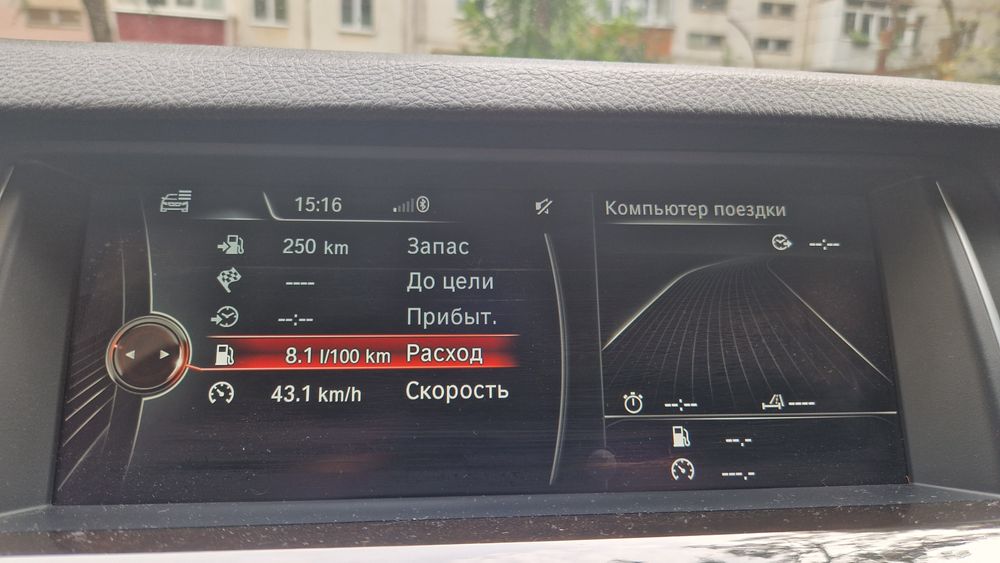 15:16
Компьютер поездки
250 km Запас
--:--
---- До цели
--:-- Прибыт.
8.1 l/100 km Расход
43.1 km/h Скорость
--:-- ----
--.-
---.-